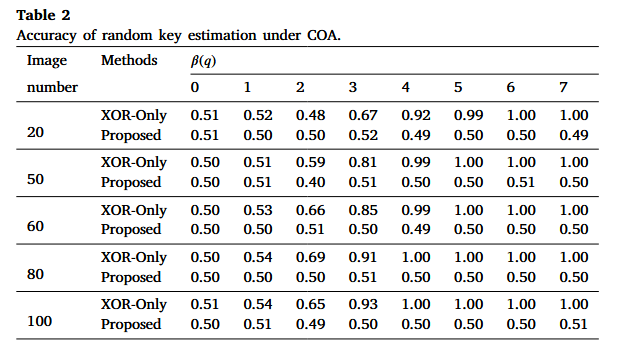 Table 2
Accuracy of random key estimation under COA.
Image Methods β(q)
number 0 1 2 3 4 5 6 7
XOR-Only 0.51 0.52 0.48 0.67 0.92 0.99 1.00 1.00
20
Proposed 0.51 0.50 0.50 0.52 0.49 0.50 0.50 0.49
XOR-Only 0.50 0.51 0.59 0.81 0.99 1.00 1.00 1.00
50
Proposed 0.50 0.51 0.40 0.51 0.50 0.50 0.51 0.50
XOR-Only 0.50 0.53 0.66 0.85 0.99 1.00 1.00 1.00
60
Proposed 0.50 0.50 0.51 0.50 0.49 0.50 0.50 0.50
XOR-Only 0.50 0.54 0.69 0.91 1.00 1.00 1.00 1.00
80
Proposed 0.50 0.50 0.50 0.51 0.50 0.50 0.50 0.50
XOR-Only 0.51 0.54 0.65 0.93 1.00 1.00 1.00 1.00
100
Proposed 0.50 0.51 0.49 0.50 0.50 0.50 0.50 0.51